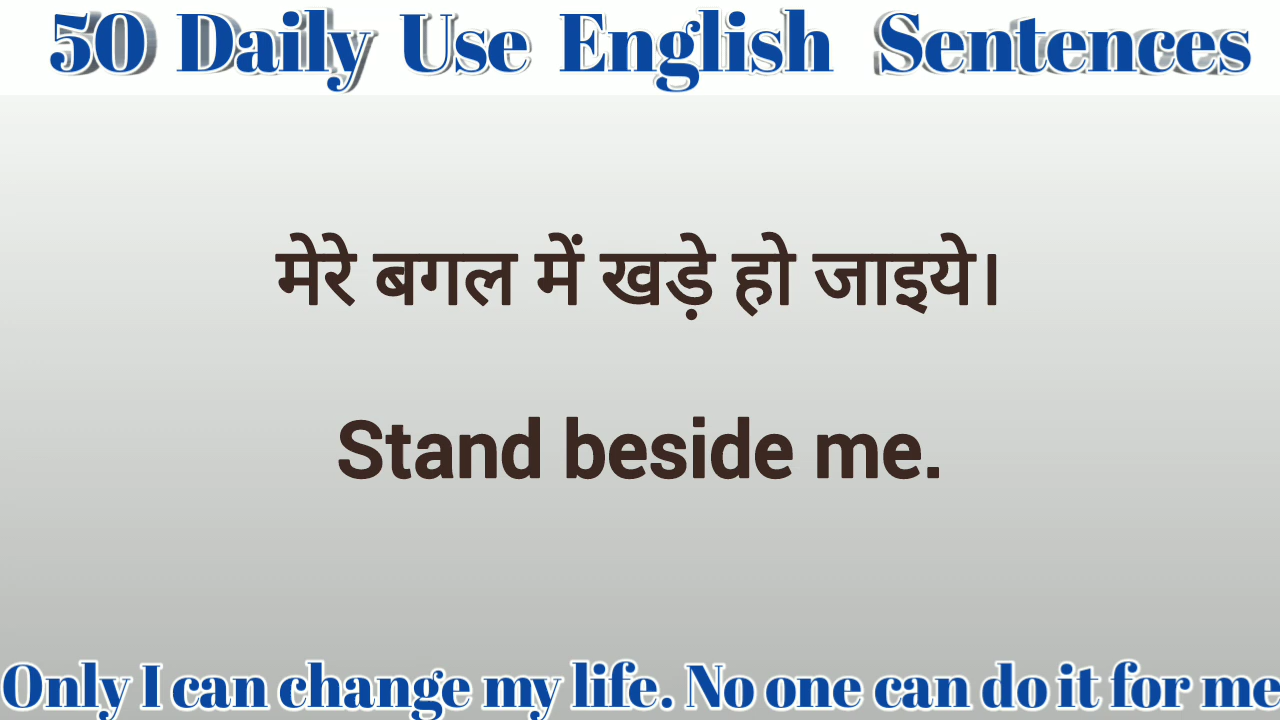 50 Daily Use English Sentences
मेरे बगल में खड़े हो जाइये।
Stand beside me.
Only I can change my life. No one can do it for me